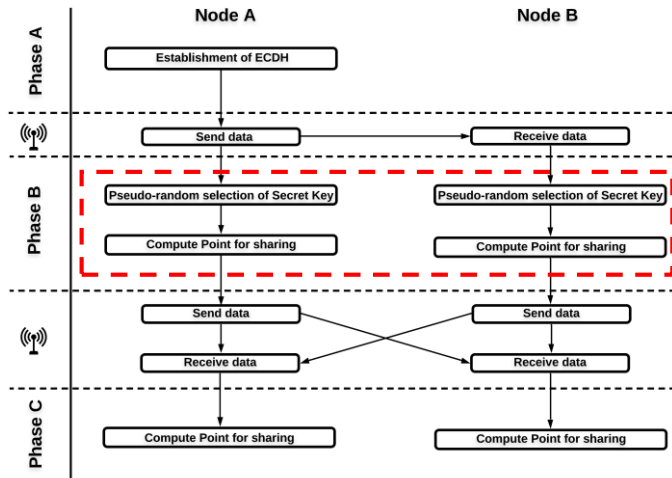 Node A
Node B
Phase A
Establishment of ECDH
Send data
Receive data
Phase B
Pseudo-random selection of Secret Key
Pseudo-random selection of Secret Key
Compute Point for sharing
Compute Point for sharing
Send data
Send data
Receive data
Receive data
Phase C
Compute Point for sharing
Compute Point for sharing